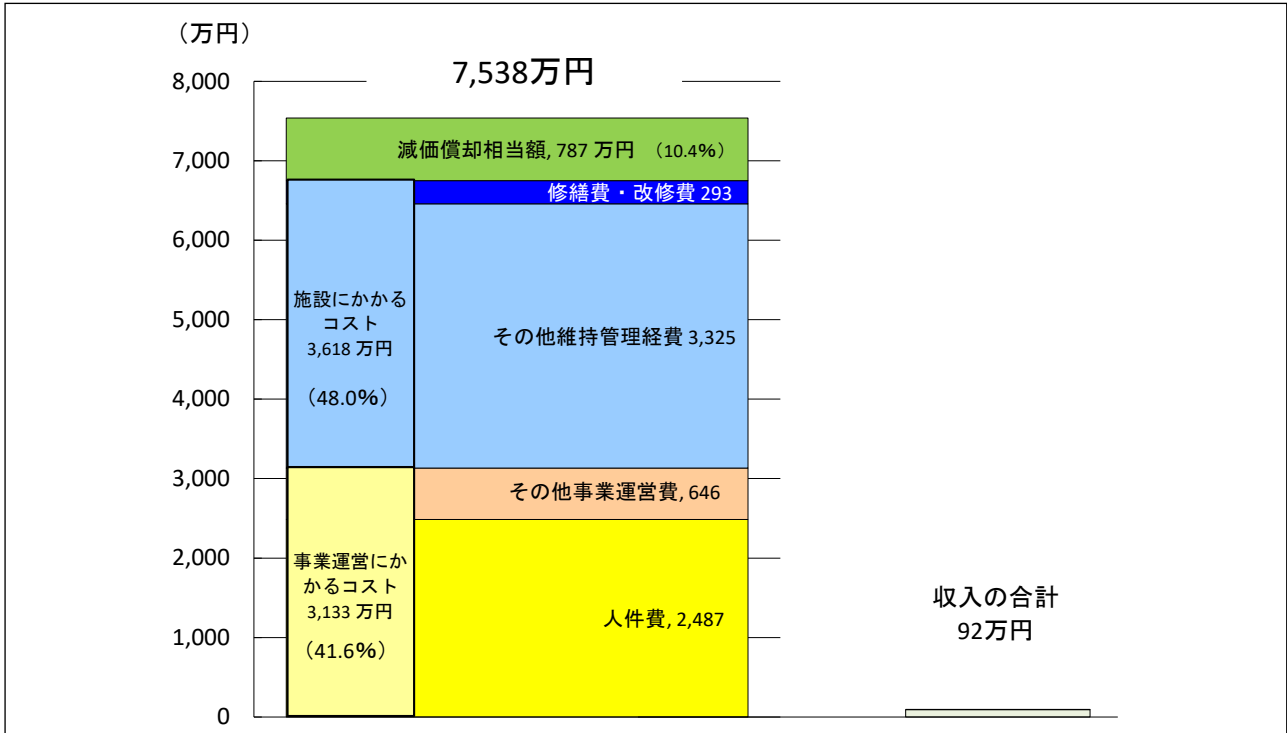 （万円）
7,538万円
8,000
7,000
6,000
5,000
4,000
3,000
2,000
1,000
0
減価償却相当額, 787 万円 （10.4%）
修繕費・改修費 293
施設にかかる
コスト
3,618 万円
（48.0%）
その他維持管理経費 3,325
その他事業運営費, 646
事業運営にか
かるコスト
3,133 万円
（41.6%）
人件費, 2,487
収入の合計
92万円